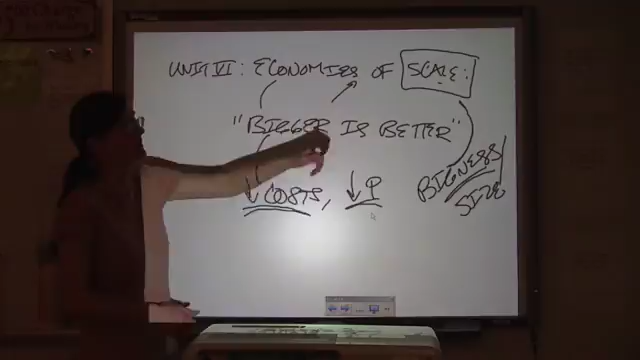 UNIT VI: ECONOMIES OF SCALE:
"BIGGER IS BETTER"
↓ COSTS, ↓ P
BIGNESS/
SIZE